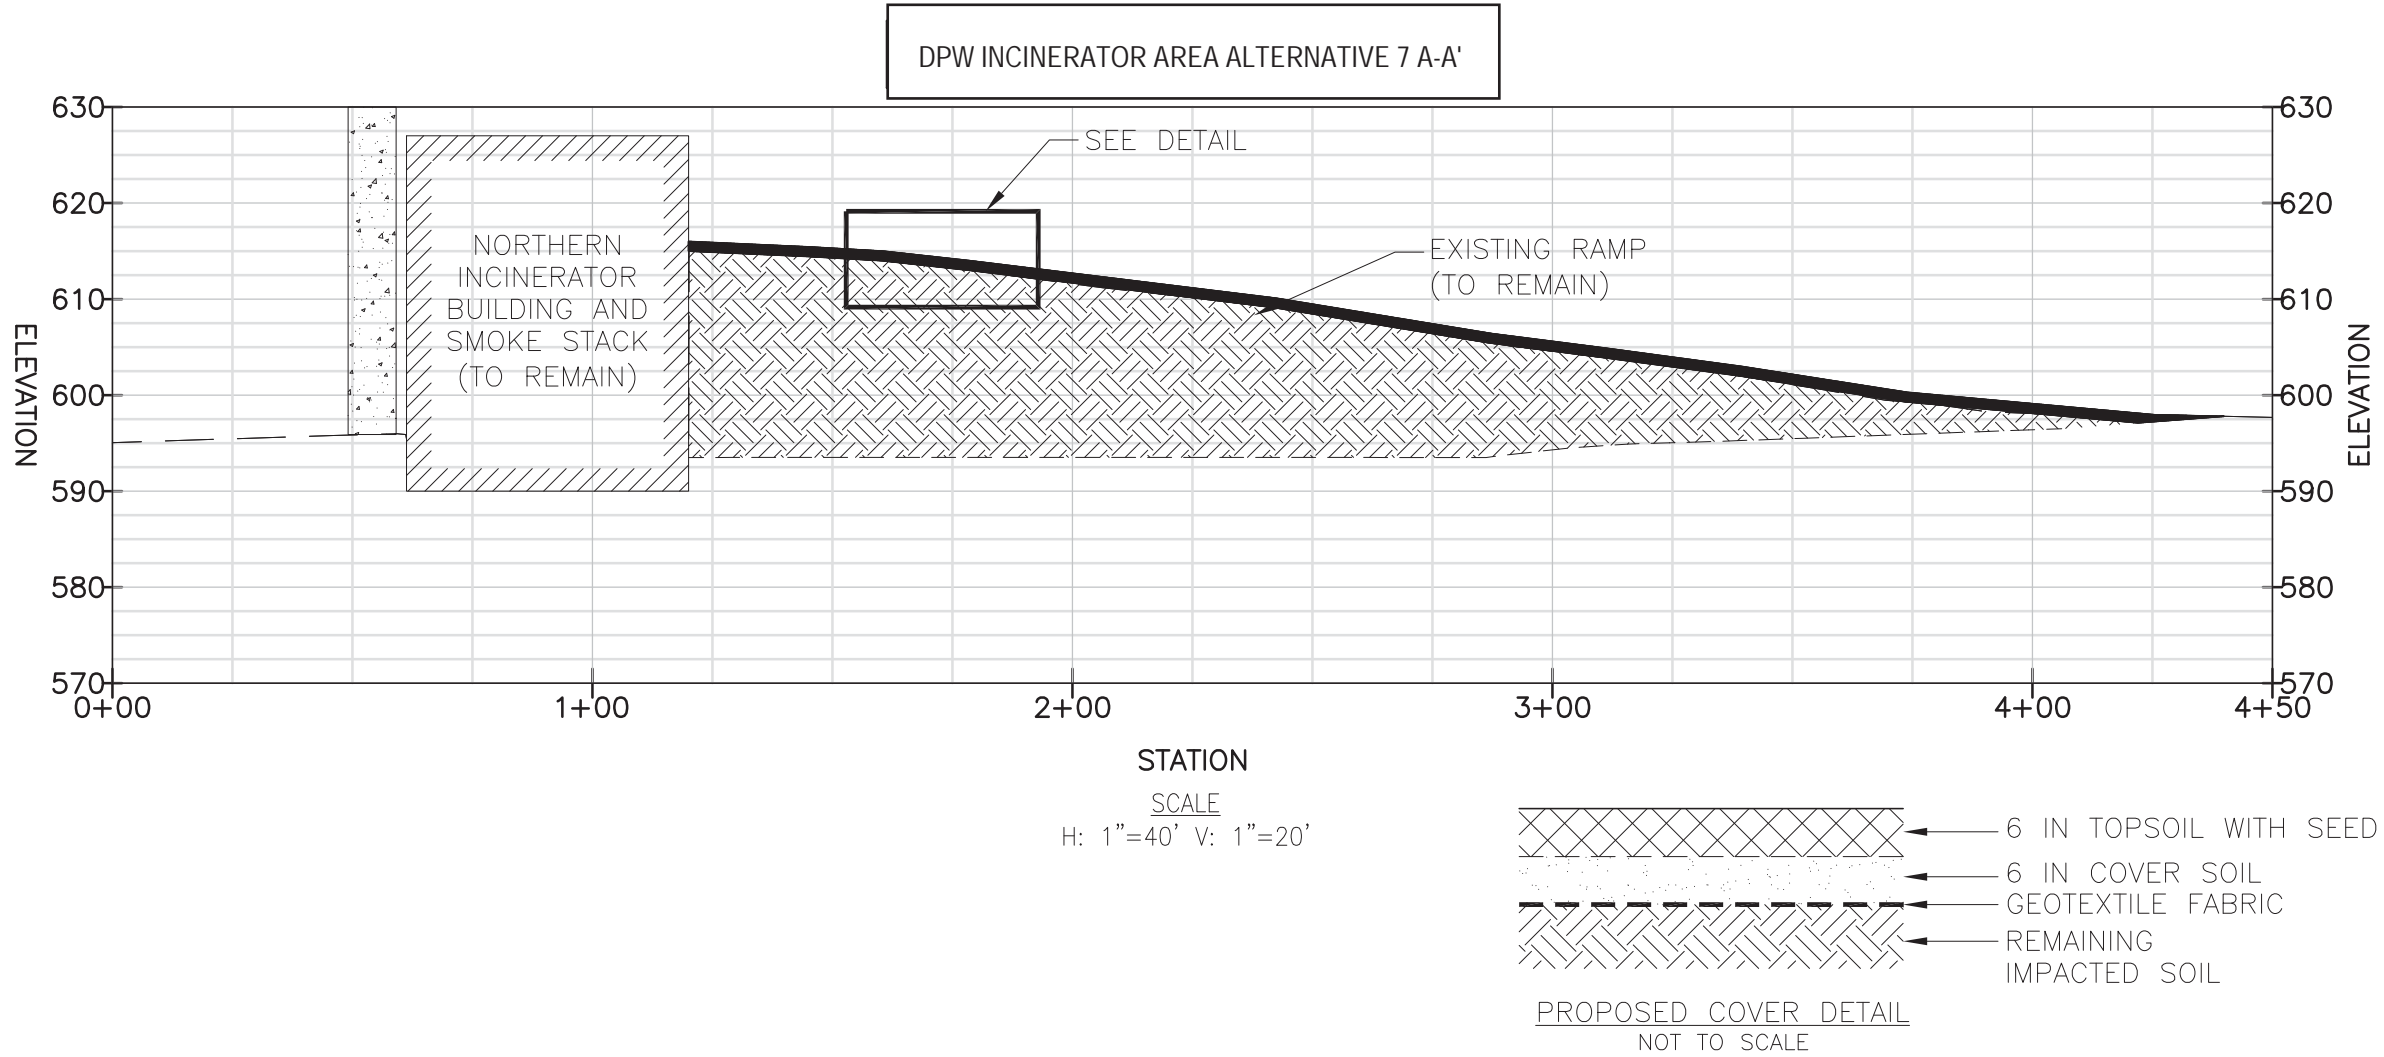 DPW INCINERATOR AREA ALTERNATIVE 7 A-A'
630
630
SEE DETAIL
620
620
NORTHERN
INCINERATOR
BUILDING AND
SMOKE STACK
(TO REMAIN)
EXISTING RAMP
(TO REMAIN)
610
610
ELEVATION
ELEVATION
600
600
590
590
580
580
570
570
0+00
1+00
2+00
3+00
4+00
4+50
STATION
SCALE
H: 1"=40' V: 1"=20'
6 IN TOPSOIL WITH SEED
6 IN COVER SOIL
GEOTEXTILE FABRIC
REMAINING
IMPACTED SOIL
PROPOSED COVER DETAIL
NOT TO SCALE